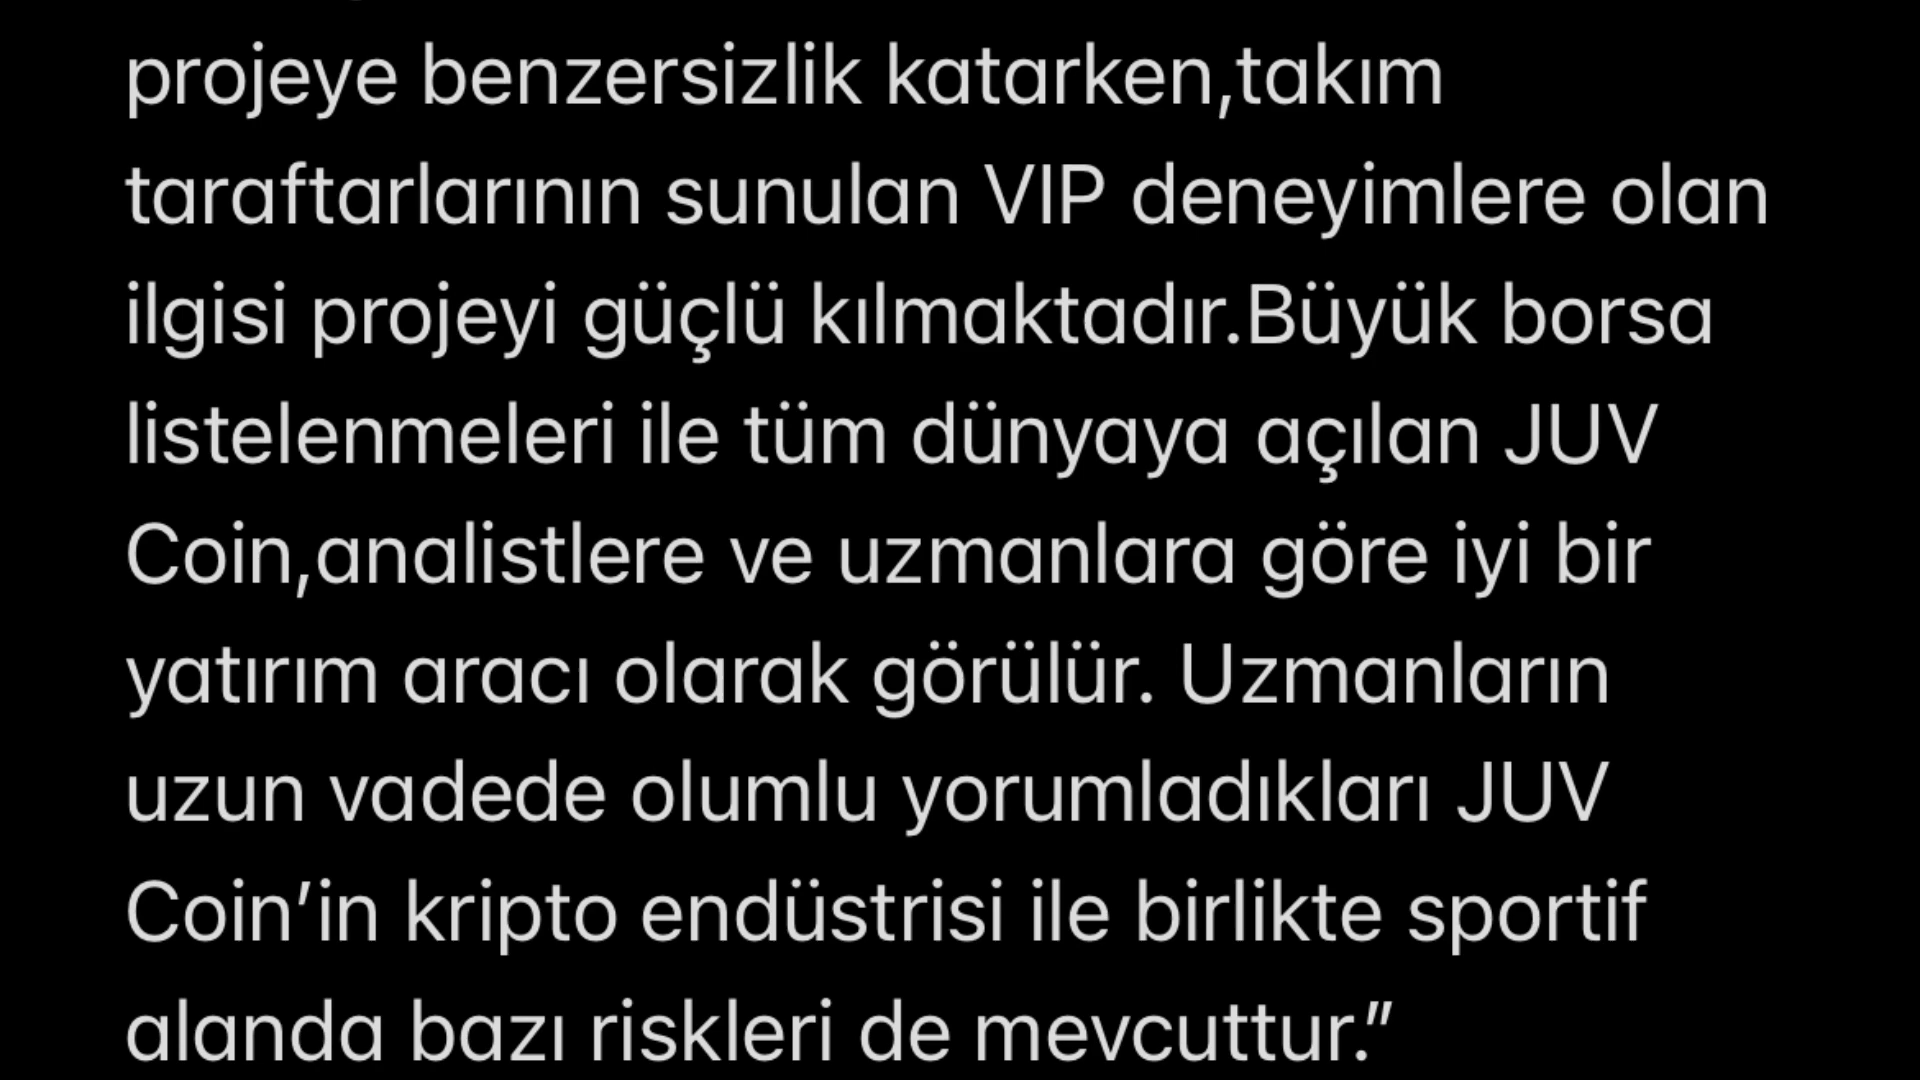 projeye benzersizlik katarken,takım
taraftarlarının sunulan VIP deneyimlere olan
ilgisi projeyi güçlü kılmaktadır.Büyük borsa
listelenmeleri ile tüm dünyaya açılan JUV
Coin,analistlere ve uzmanlara göre iyi bir
yatırım aracı olarak görülür. Uzmanların
uzun vadede olumlu yorumladıkları JUV
Coin’in kripto endüstrisi ile birlikte sportif
alanda bazı riskleri de mevcuttur.”